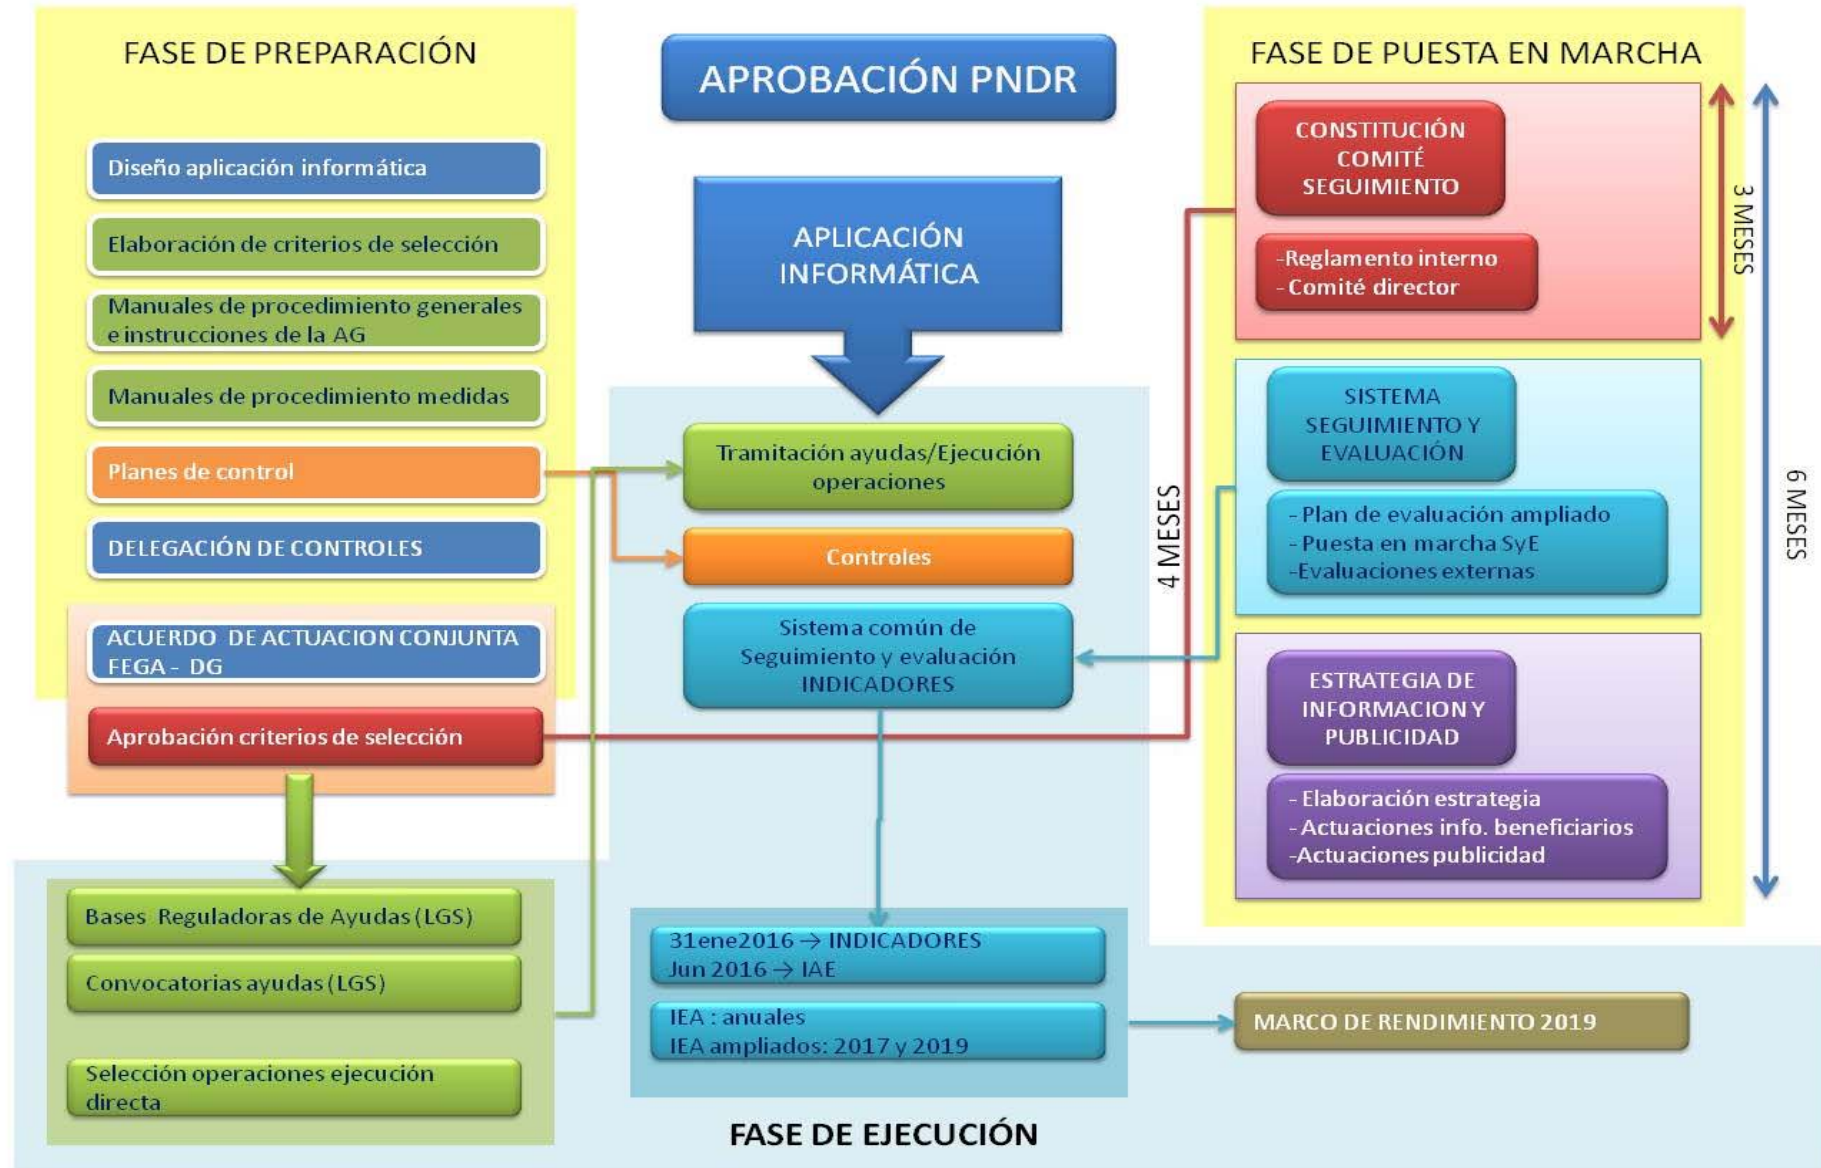 FASE DE PREPARACIÓN
Diseño aplicación informática
Elaboración de criterios de selección
Manuales de procedimiento generales
e instrucciones de la AG
Manuales de procedimiento medidas
Planes de control
DELEGACIÓN DE CONTROLES
ACUERDO DE ACTUACION CONJUNTA
FEGA - DG
Aprobación criterios de selección
Bases Reguladoras de Ayudas (LGS)
Convocatorias ayudas (LGS)
Selección operaciones ejecución
directa
APROBACIÓN PNDR
APLICACIÓN
INFORMÁTICA
Tramitación ayudas/Ejecución
operaciones
Controles
Sistema común de
Seguimiento y evaluación
INDICADORES
31ene2016 → INDICADORES
Jun 2016 → IAE
IEA : anuales
IEA ampliados: 2017 y 2019
FASE DE EJECUCIÓN
4 MESES
FASE DE PUESTA EN MARCHA
CONSTITUCIÓN
COMITÉ
SEGUIMIENTO
-Reglamento interno
- Comité director
3 MESES
SISTEMA
SEGUIMIENTO Y
EVALUACIÓN
- Plan de evaluación ampliado
- Puesta en marcha SyE
-Evaluaciones externas
6 MESES
ESTRATEGIA DE
INFORMACION Y
PUBLICIDAD
- Elaboración estrategia
- Actuaciones info. beneficiarios
-Actuaciones publicidad
MARCO DE RENDIMIENTO 2019